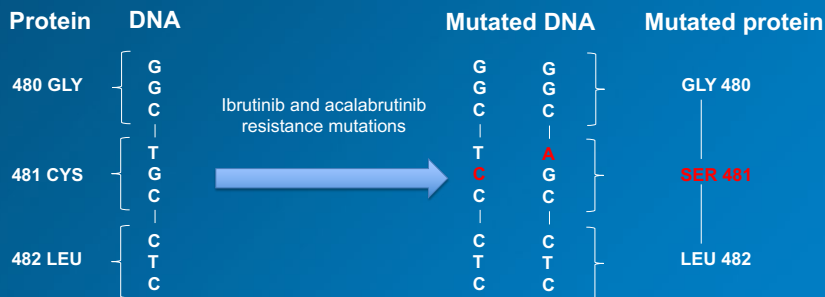 Protein DNA Mutated DNA Mutated protein
G G G
480 GLY G G G GLY 480
C C C
Ibrutinib and acalabrutinib
resistance mutations
T T A
481 CYS G C G SER 481
C C C
C C C
482 LEU T T T LEU 482
C C C